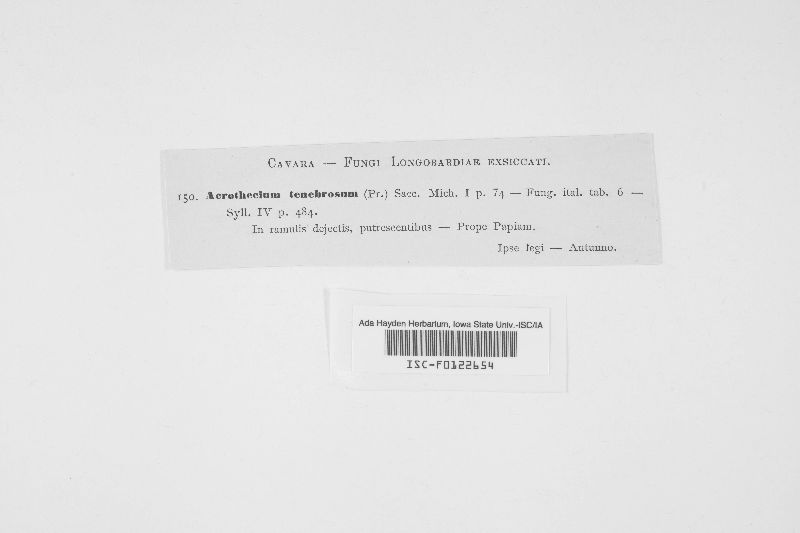 CAVARA — FUNGI LONGOBARDIAE EXSICCATI.
150. Acrothecium tenebrosum (Pr.) Sacc. Mich. I p. 74 — Fung. ital. tab. 6 —
Syll. IV p. 484.
In ramulis dejectis, putrescentibus — Prope Papiam.
Ipse legi — Autunno.
Ada Hayden Herbarium, Iowa State Univ.-ISC/IA
ISC-F0122654